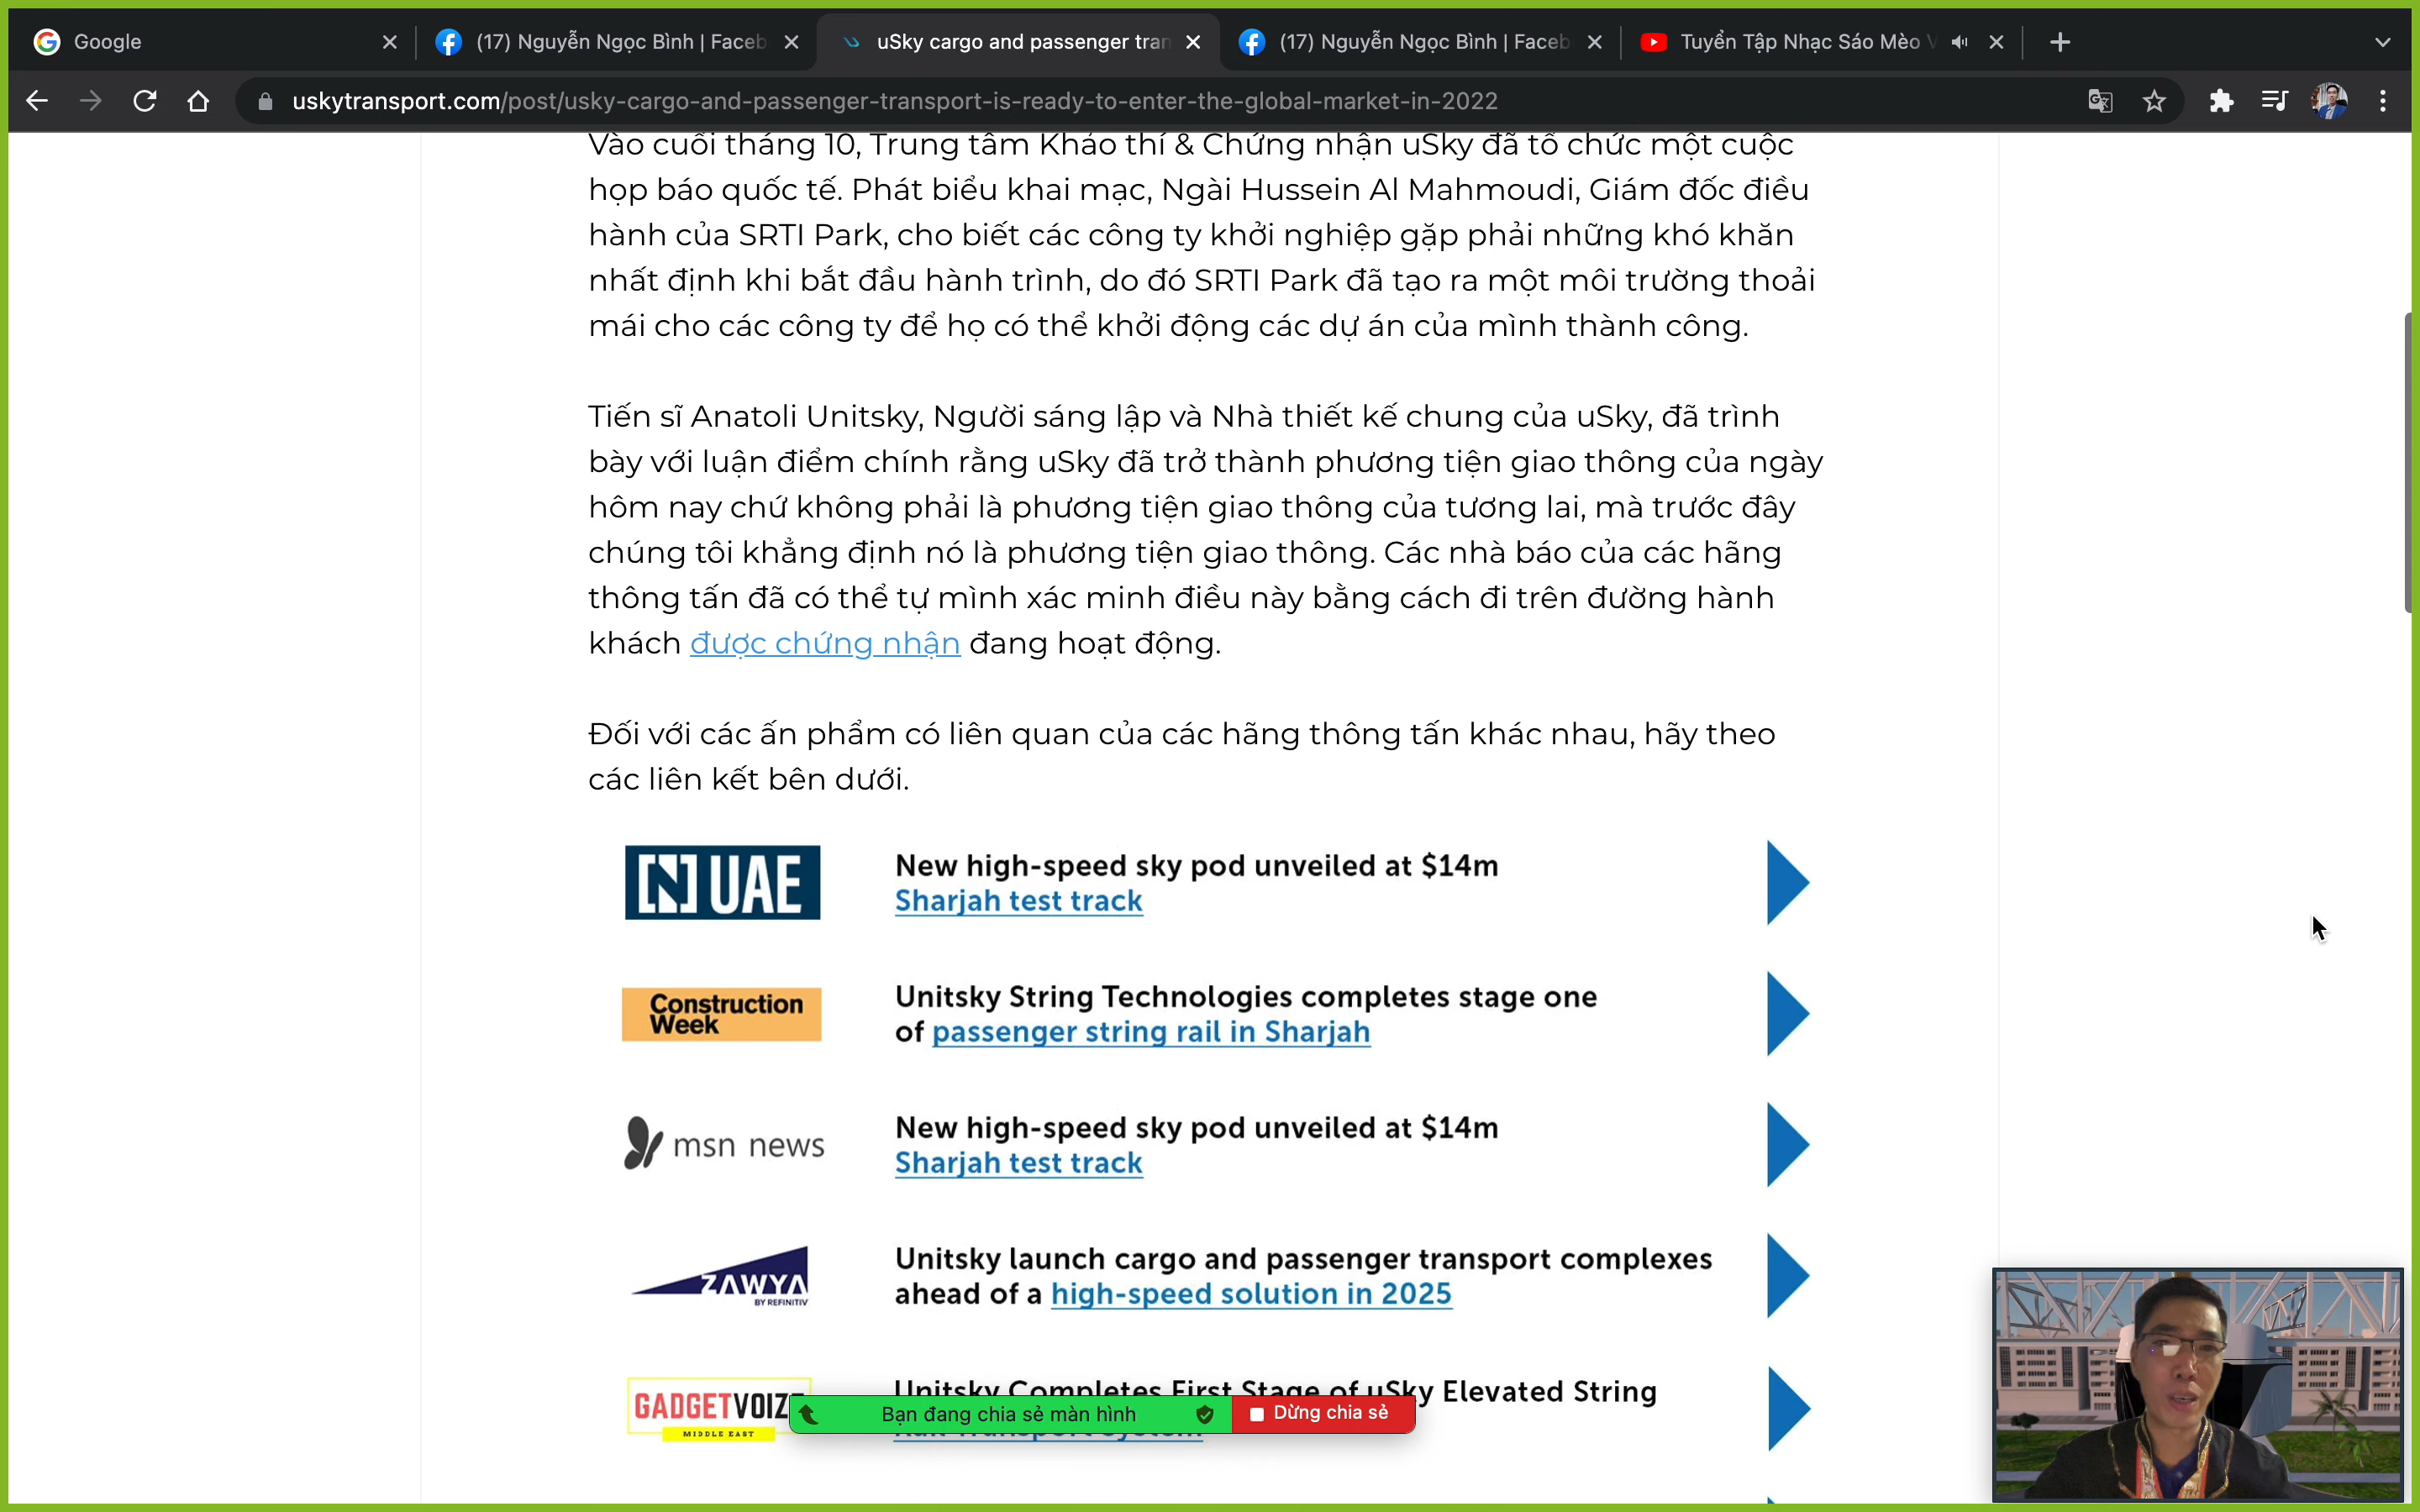 Google
(17) Nguyễn Ngọc Bình | Faceb
uSky cargo and passenger tran
(17) Nguyễn Ngọc Bình | Faceb
Tuyển Tập Nhạc Sáo Mèo V
uskytransport.com/post/usky-cargo-and-passenger-transport-is-ready-to-enter-the-global-market-in-2022
Vào cuối tháng 10, Trung tâm Khảo thí & Chứng nhận uSky đã tổ chức một cuộc
họp báo quốc tế. Phát biểu khai mạc, Ngài Hussein Al Mahmoudi, Giám đốc điều
hành của SRTI Park, cho biết các công ty khởi nghiệp gặp phải những khó khăn
nhất định khi bắt đầu hành trình, do đó SRTI Park đã tạo ra một môi trường thoải
mái cho các công ty để họ có thể khởi động các dự án của mình thành công.
Tiến sĩ Anatoli Unitsky, Người sáng lập và Nhà thiết kế chung của uSky, đã trình
bày với luận điểm chính rằng uSky đã trở thành phương tiện giao thông của ngày
hôm nay chứ không phải là phương tiện giao thông của tương lai, mà trước đây
chúng tôi khẳng định nó là phương tiện giao thông. Các nhà báo của các hãng
thông tấn đã có thể tự mình xác minh điều này bằng cách đi trên đường hành
khách được chứng nhận đang hoạt động.
Đối với các ấn phẩm có liên quan của các hãng thông tấn khác nhau, hãy theo
các liên kết bên dưới.
[N] UAE
New high-speed sky pod unveiled at $14m
Sharjah test track
Construction
Week
Unitsky String Technologies completes stage one
of passenger string rail in Sharjah
msn news
New high-speed sky pod unveiled at $14m
Sharjah test track
ZAWYA
BY REFINITIV
Unitsky launch cargo and passenger transport complexes
ahead of a high-speed solution in 2025
GADGETVOIZE
MIDDLE EAST
Unitsky Completes First Stage of uSky Elevated String
Rail Transport System
Bạn đang chia sẻ màn hình
Dừng chia sẻ